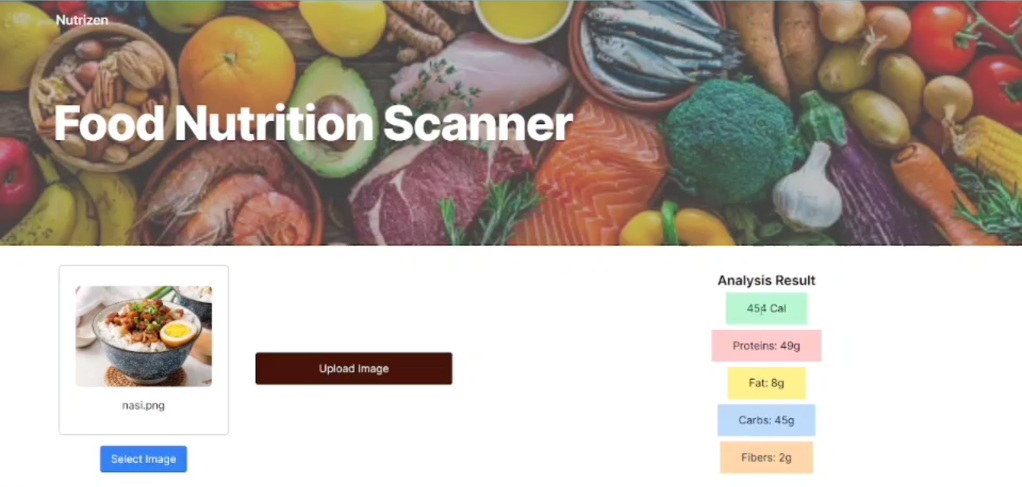 Nutrizen
Food Nutrition Scanner
nasi.png
Select Image
Upload Image
Analysis Result
454 Cal
Proteins: 49g
Fat: 8g
Carbs: 45g
Fibers: 2g